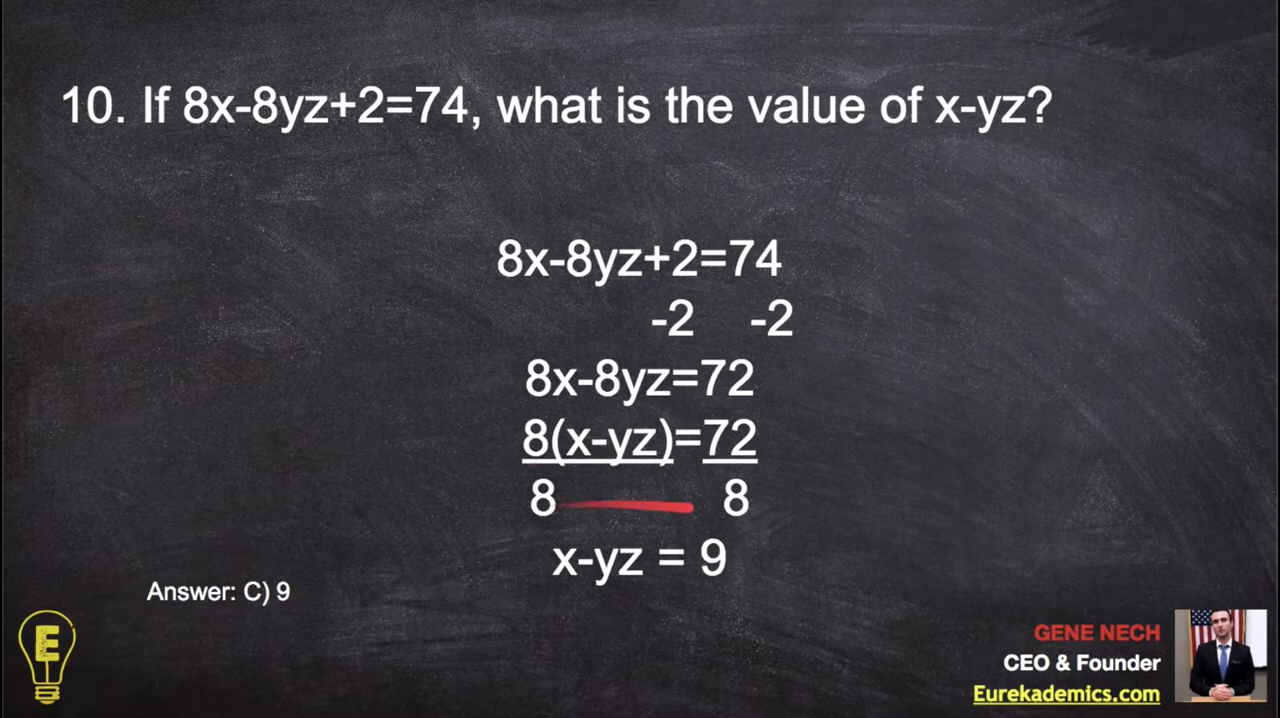 10. If 8x-8yz+2=74, what is the value of x-yz?
8x-8yz+2=74
-2 -2
8x-8yz=72
8(x-yz)=72
8 8
x-yz = 9
Answer: C) 9
E
GENE NECH
CEO & Founder
Eurekademics.com